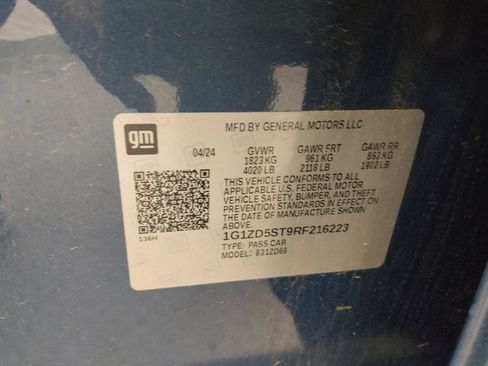 gm
MFD BY GENERAL MOTORS LLC
04/24 GVWR GAWR FRT GAWR RR
1823 KG 961 KG 863 KG
4020 LB 2118 LB 1902 LB
THIS VEHICLE CONFORMS TO ALL
APPLICABLE U.S. FEDERAL MOTOR
VEHICLE SAFETY, BUMPER, AND THEFT
PREVENTION STANDARDS IN EFFECT ON
THE DATE OF MANUFACTURE SHOWN
ABOVE.
136H
1G1ZD5ST9RF216223
TYPE: PASS CAR
MODEL: 931ZD69